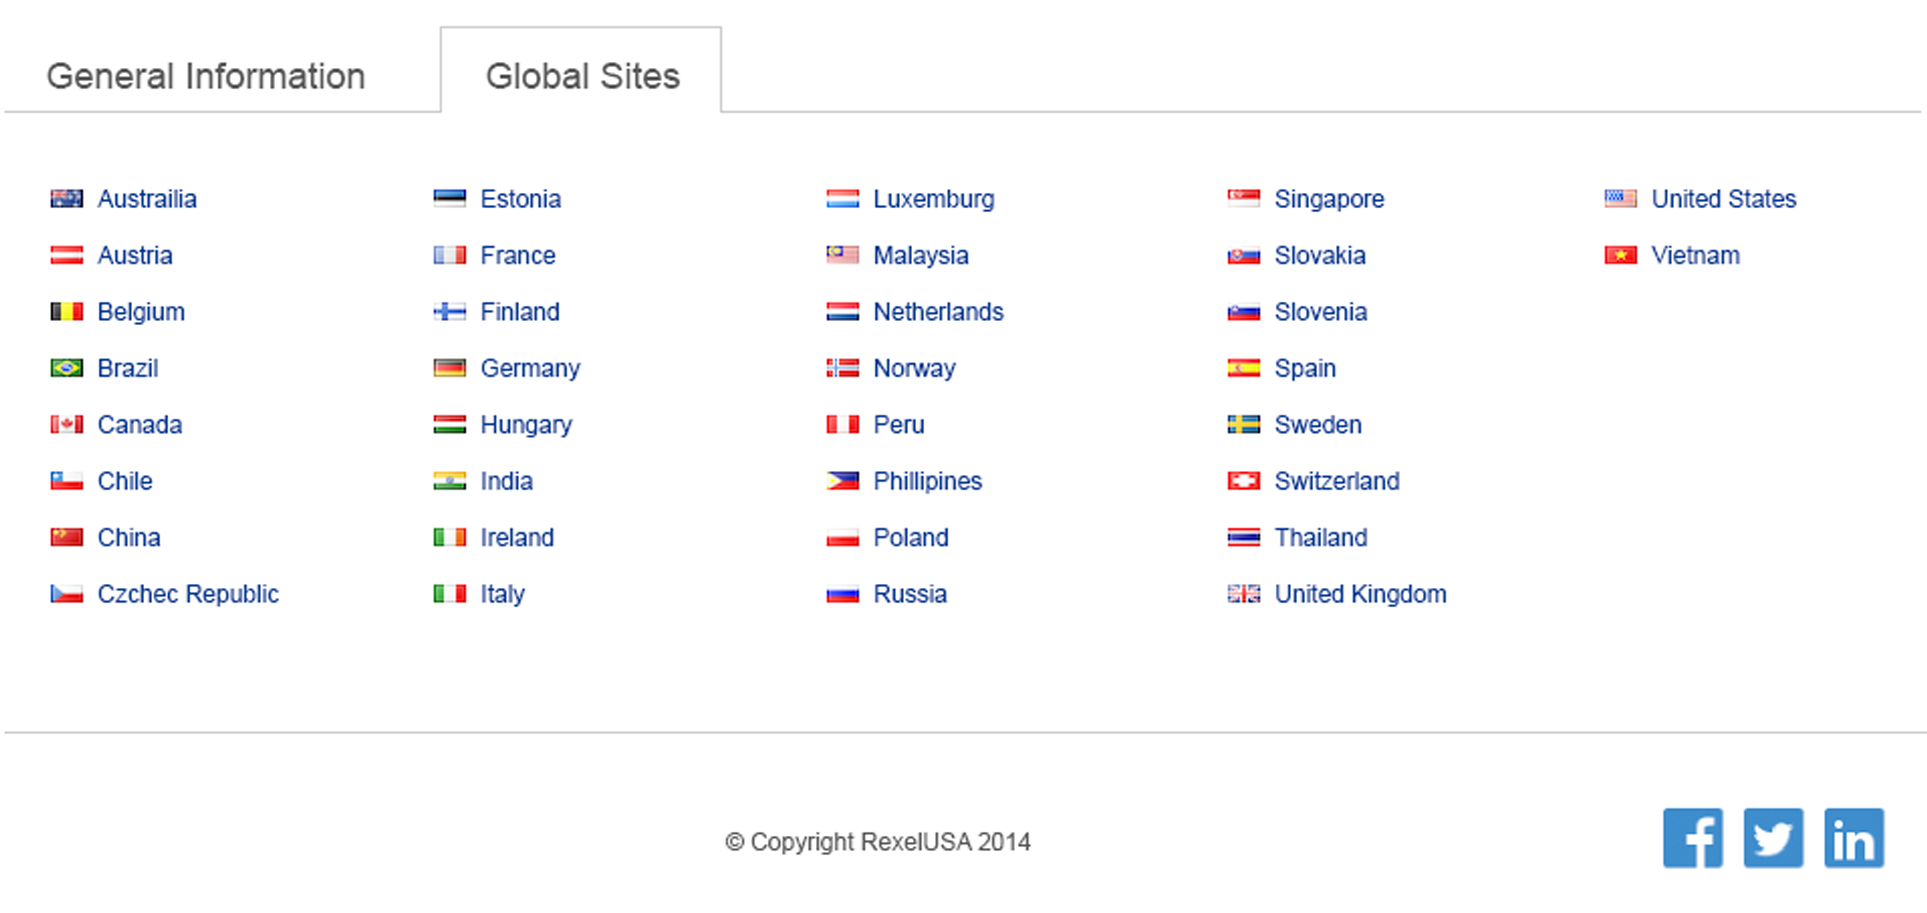 General Information
Global Sites
Austrailia
Austria
Belgium
Brazil
Canada
Chile
China
Czchec Republic
Estonia
France
Finland
Germany
Hungary
India
Ireland
Italy
Luxemburg
Malaysia
Netherlands
Norway
Peru
Phillipines
Poland
Russia
Singapore
Slovakia
Slovenia
Spain
Sweden
Switzerland
Thailand
United Kingdom
United States
Vietnam
© Copyright RexelUSA 2014
f
in